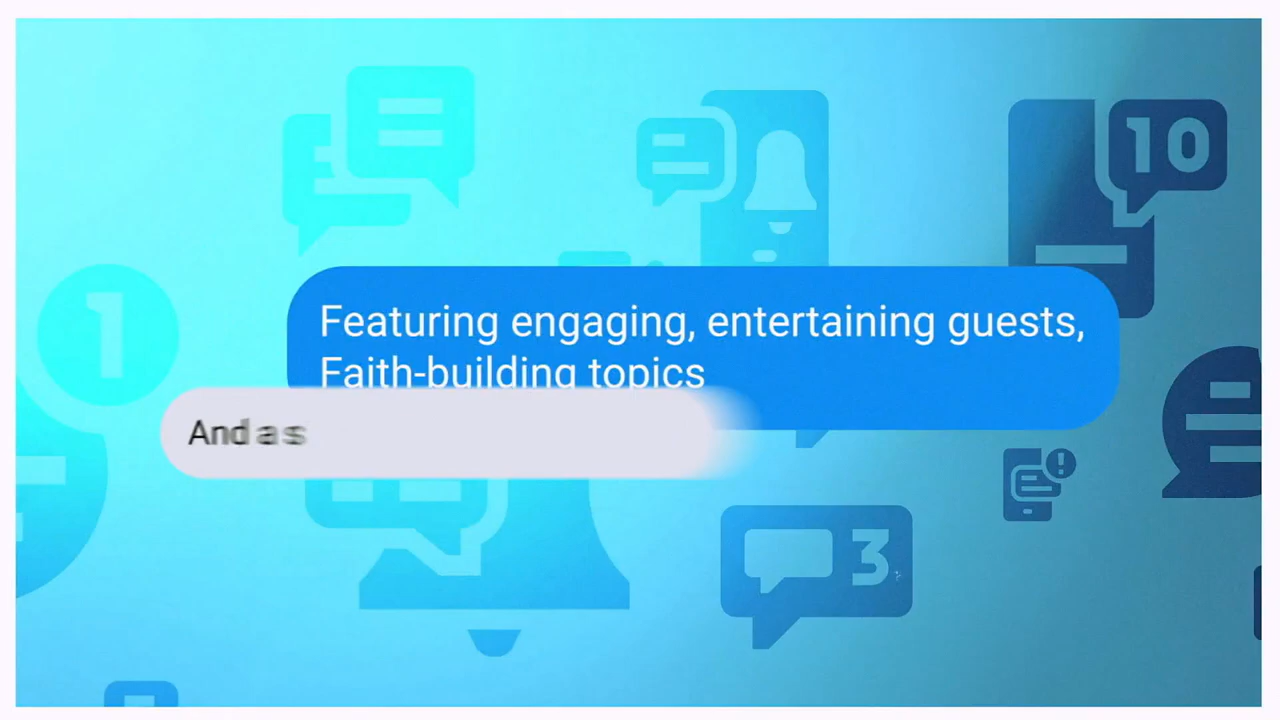 10
1
Featuring engaging, entertaining guests,
Faith-building topics
And a s
!
3